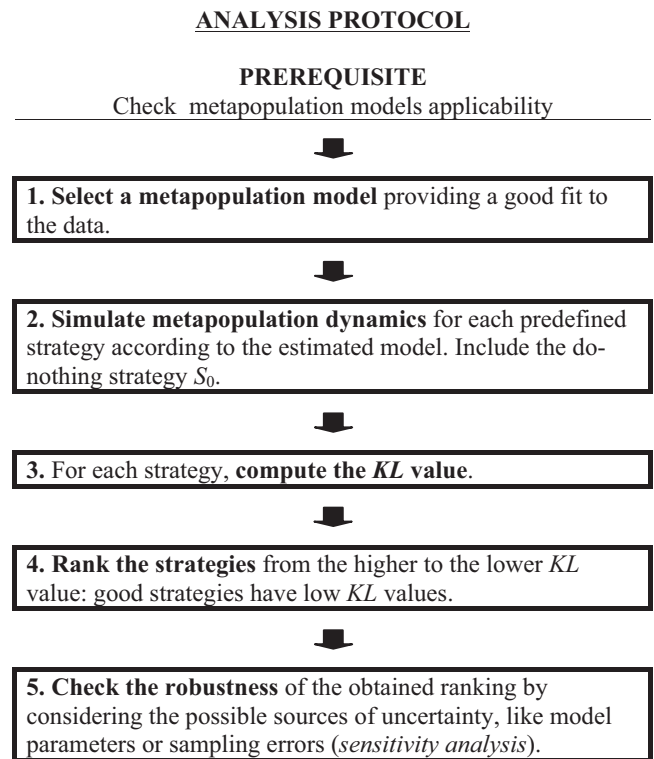 ANALYSIS PROTOCOL
PREREQUISITE
Check metapopulation models applicability
1. Select a metapopulation model providing a good fit to
the data.
2. Simulate metapopulation dynamics for each predefined
strategy according to the estimated model. Include the do-
nothing strategy S₀.
3. For each strategy, compute the KL value.
4. Rank the strategies from the higher to the lower KL
value: good strategies have low KL values.
5. Check the robustness of the obtained ranking by
considering the possible sources of uncertainty, like model
parameters or sampling errors (sensitivity analysis).